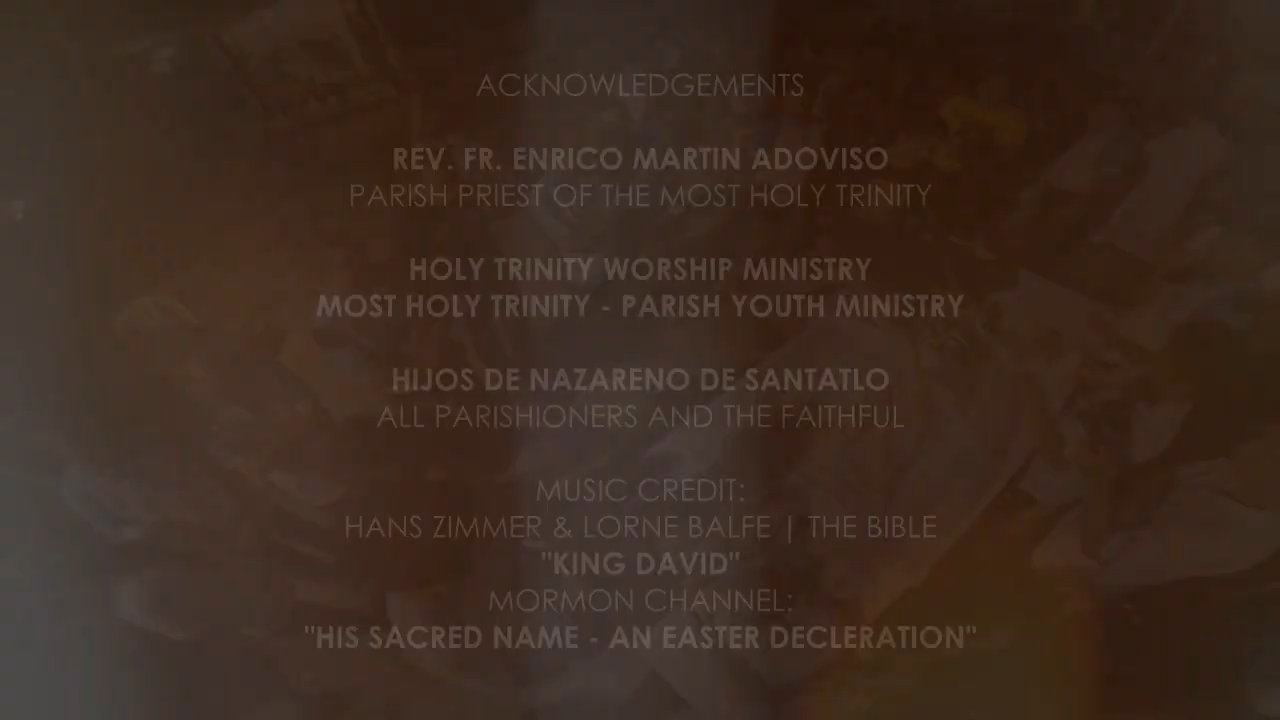 ACKNOWLEDGEMENTS
REV. FR. ENRICO MARTIN ADOVISO
PARISH PRIEST OF THE MOST HOLY TRINITY
HOLY TRINITY WORSHIP MINISTRY
MOST HOLY TRINITY - PARISH YOUTH MINISTRY
HIJOS DE NAZARENO DE SANTATLO
ALL PARISHIONERS AND THE FAITHFUL
MUSIC CREDIT:
HANS ZIMMER & LORNE BALFE | THE BIBLE
"KING DAVID"
MORMON CHANNEL:
"HIS SACRED NAME - AN EASTER DECLERATION"